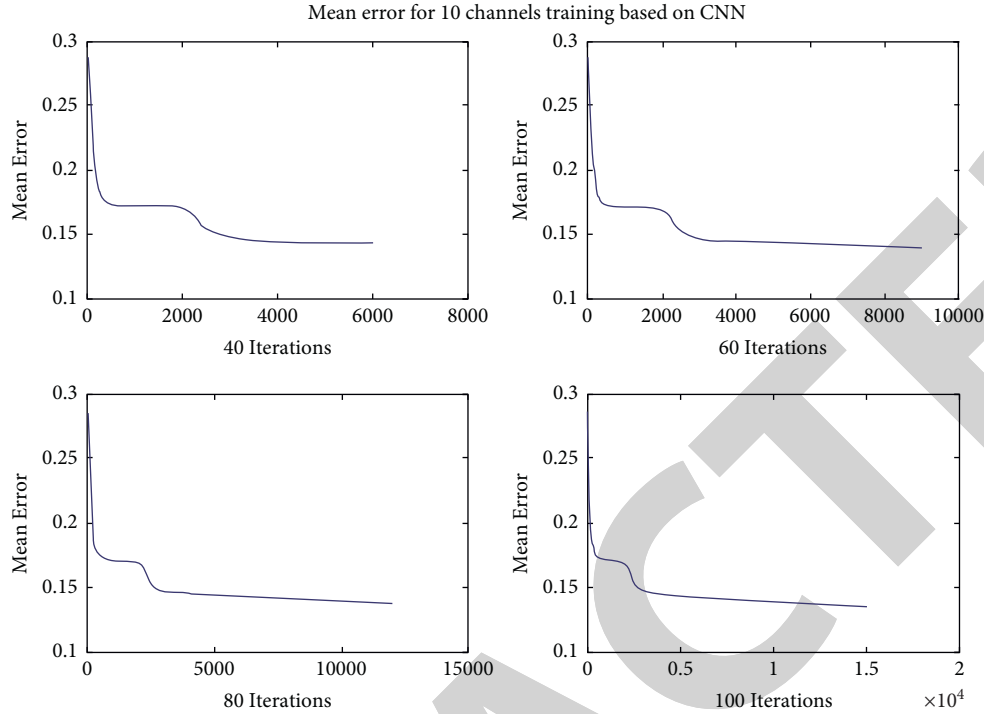 Mean error for 10 channels training based on CNN
0.3
0.25
0.2
0.15
0.1
Mean Error
0 2000 4000 6000 8000
40 Iterations
0.3
0.25
0.2
0.15
0.1
Mean Error
0 2000 4000 6000 8000 10000
60 Iterations
0.3
0.25
0.2
0.15
0.1
Mean Error
0 5000 10000 15000
80 Iterations
0.3
0.25
0.2
0.15
0.1
Mean Error
0 0.5 1 1.5 2
100 Iterations
×10⁴
ACTE